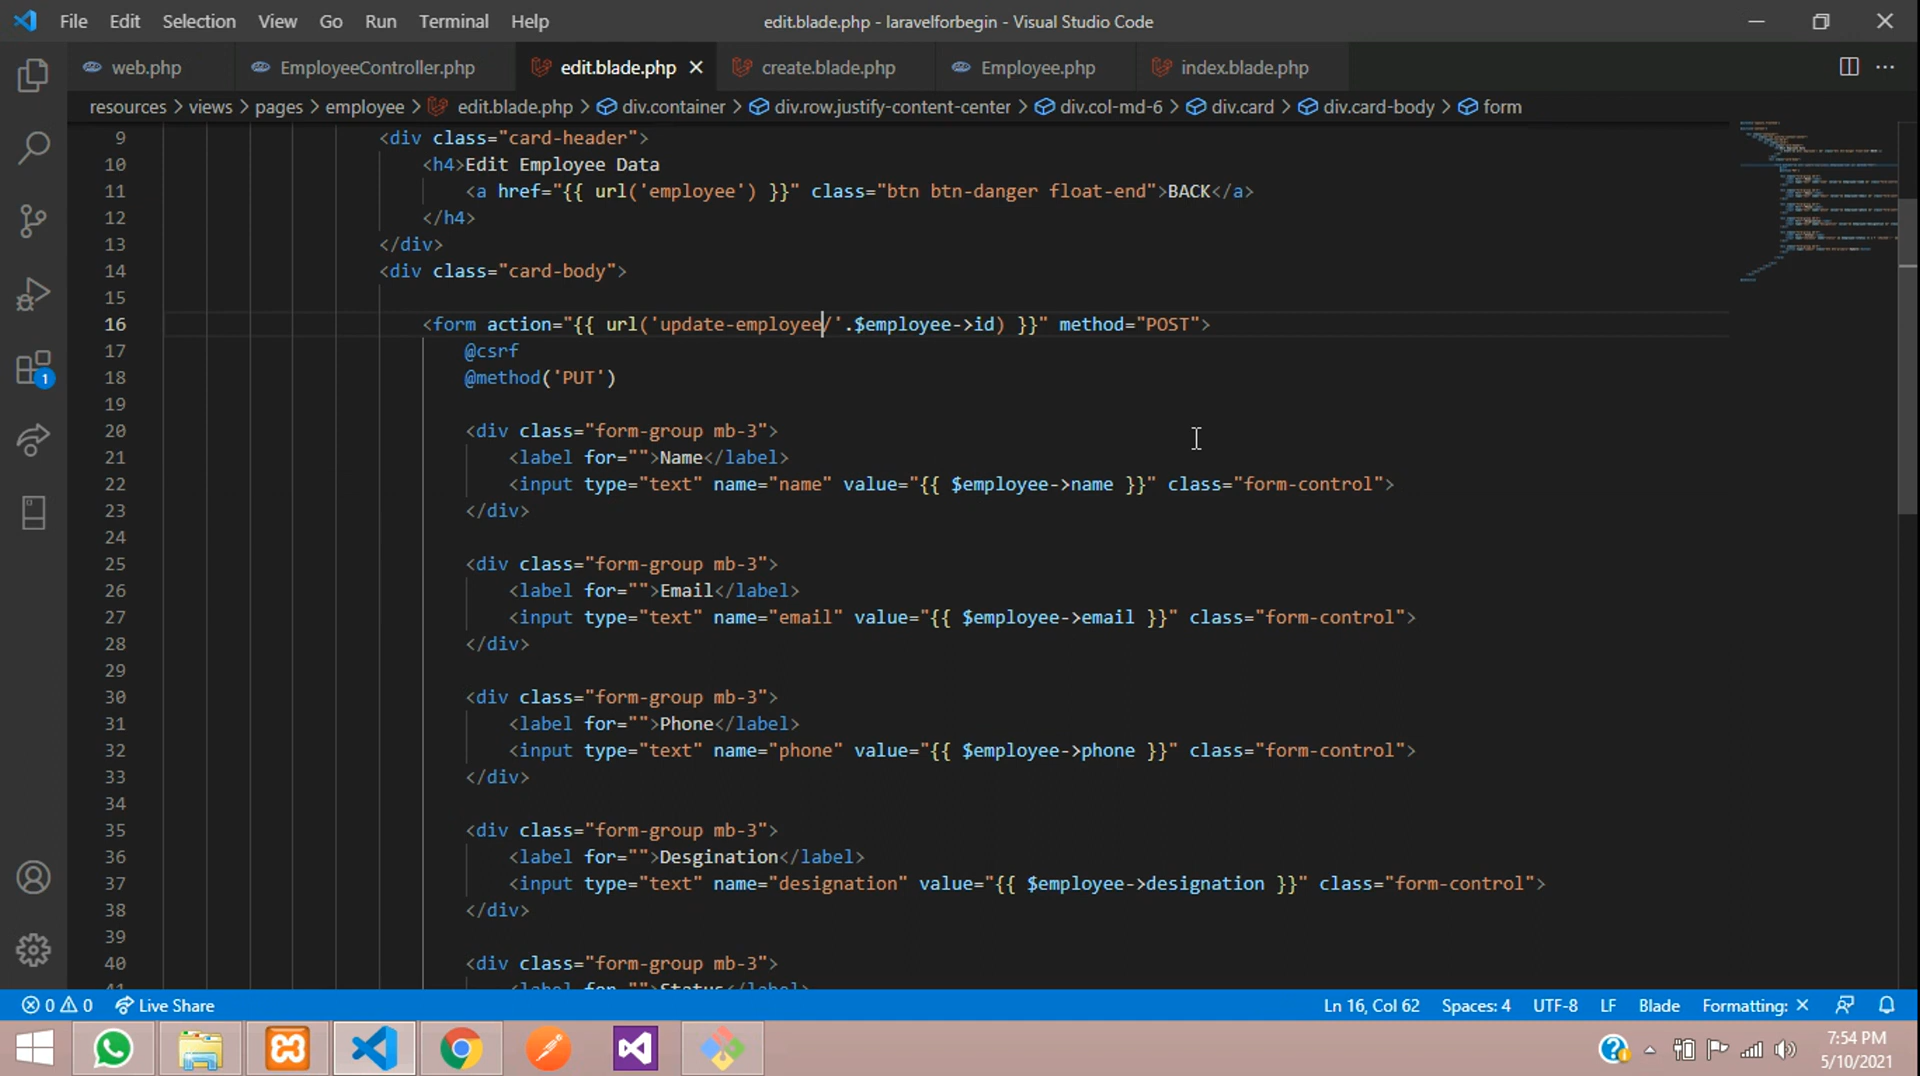 File Edit Selection View Go Run Terminal Help edit.blade.php - laravelforbegin - Visual Studio Code
web.php EmployeeController.php edit.blade.php create.blade.php Employee.php index.blade.php
resources > views > pages > employee > edit.blade.php > div.container > div.row.justify-content-center > div.col-md-6 > div.card > div.card-body > form
9 <div class="card-header">
10 <h4>Edit Employee Data
11 <a href="{{ url('employee') }}" class="btn btn-danger float-end">BACK</a>
12 </h4>
13 </div>
14 <div class="card-body">
15
16 <form action="{{ url('update-employee/'.$employee->id) }}" method="POST">
17 @csrf
18 @method('PUT')
19
20 <div class="form-group mb-3">
21 <label for="">Name</label>
22 <input type="text" name="name" value="{{ $employee->name }}" class="form-control">
23 </div>
24
25 <div class="form-group mb-3">
26 <label for="">Email</label>
27 <input type="text" name="email" value="{{ $employee->email }}" class="form-control">
28 </div>
29
30 <div class="form-group mb-3">
31 <label for="">Phone</label>
32 <input type="text" name="phone" value="{{ $employee->phone }}" class="form-control">
33 </div>
34
35 <div class="form-group mb-3">
36 <label for="">Desgination</label>
37 <input type="text" name="designation" value="{{ $employee->designation }}" class="form-control">
38 </div>
39
40 <div class="form-group mb-3">
41 <label for="">Status</label>
1
0 0 Live Share Ln 16, Col 62 Spaces: 4 UTF-8 LF Blade Formatting: ×
7:54 PM
5/10/2021